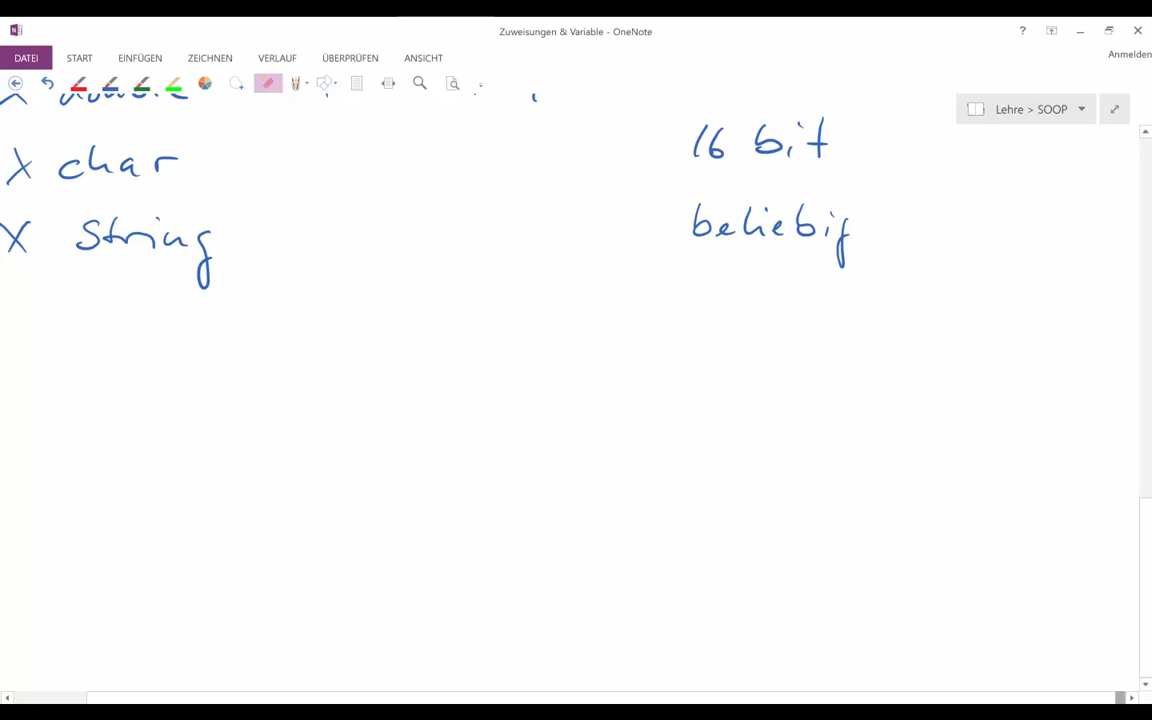 Zuweisungen & Variable - OneNote
?
DATEI START EINFÜGEN ZEICHNEN VERLAUF ÜBERPRÜFEN ANSICHT
Anmelden
Lehre > SOOP
16 bit
X char
beliebig
X string